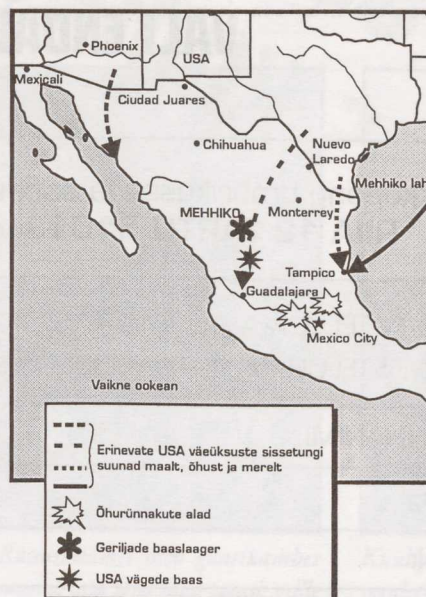 Phoenix
USA
Mexicali
Ciudad Juares
Chihuahua
Nuevo
Laredo
Mehhiko lah
MEHHIKO
Monterrey
Tampico
Guadalajara
Mexico City
Vaikne ookean
Erinevate USA väeüksuste sissetungi
suunad maalt, õhust ja merelt
Õhurünnakute alad
Geriljade baaslaager
USA vägede baas